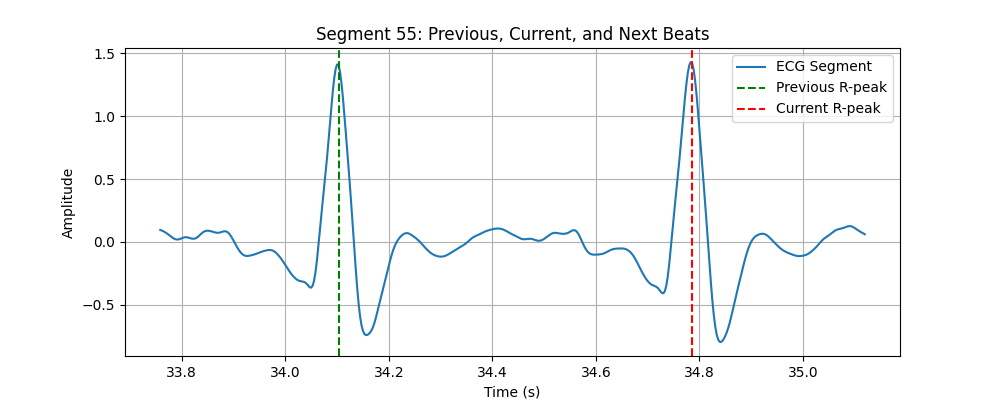 Segment 55: Previous, Current, and Next Beats
1.5
1.0
0.5
0.0
−0.5
Amplitude
ECG Segment
Previous R-peak
Current R-peak
33.8 34.0 34.2 34.4 34.6 34.8 35.0
Time (s)